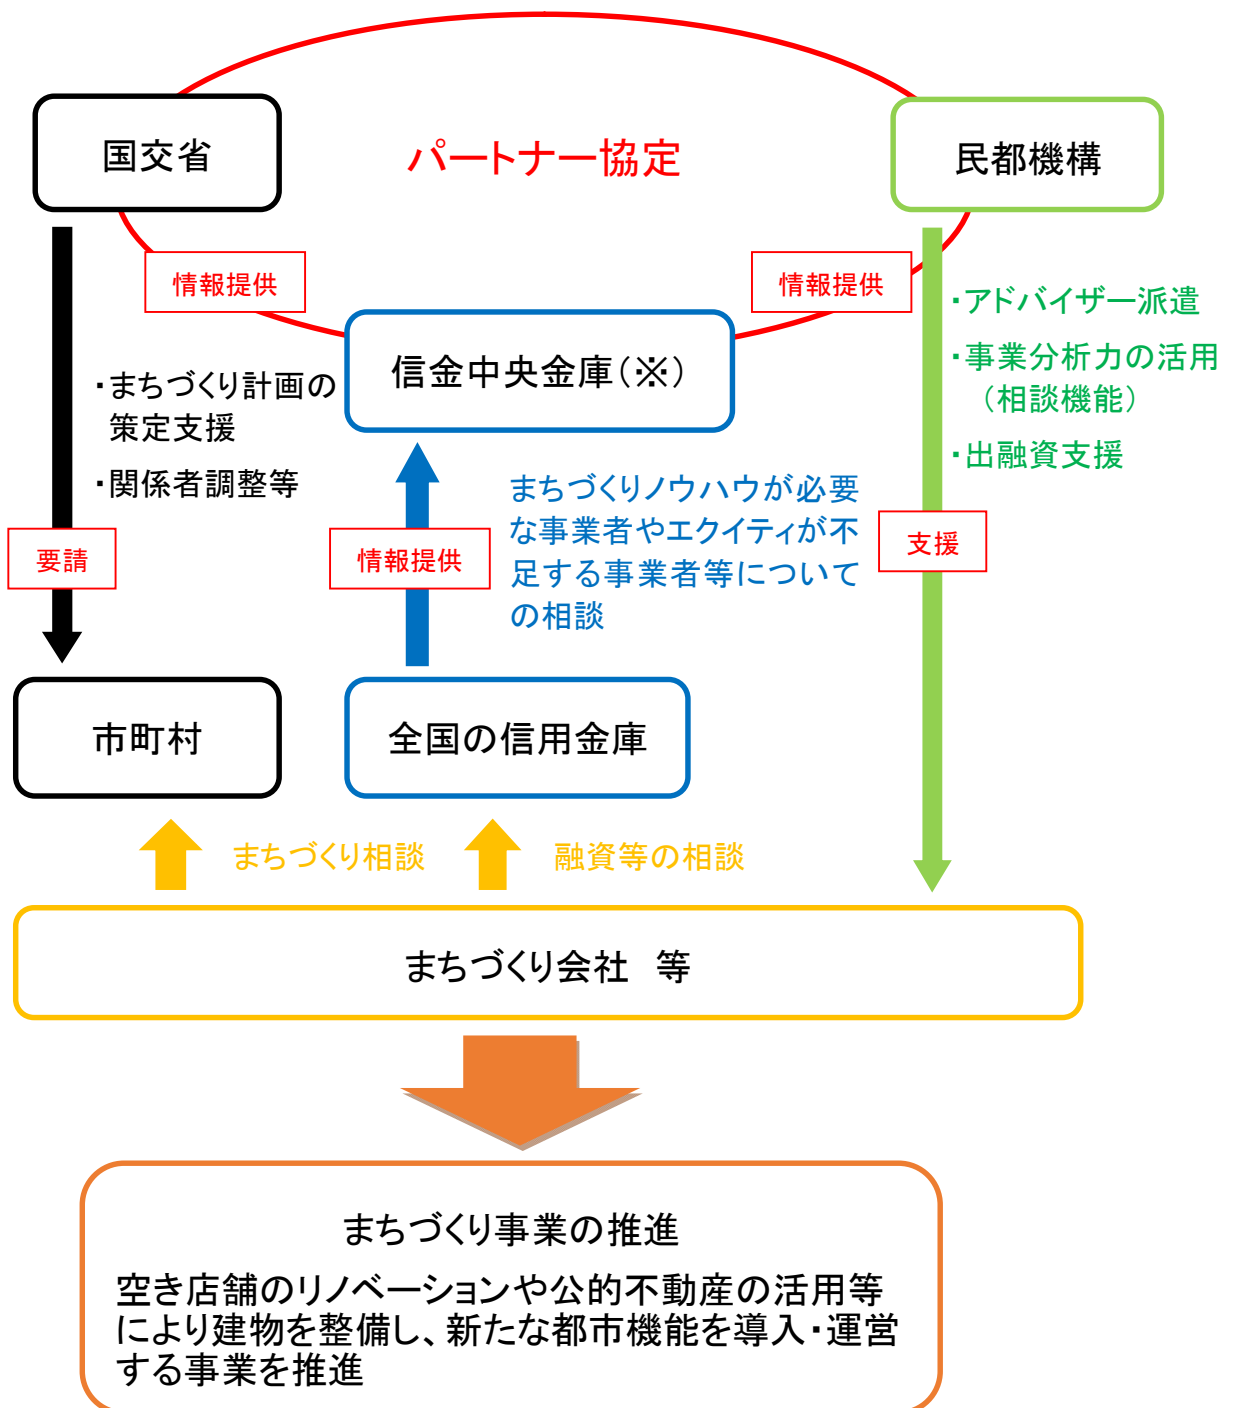 国交省
パートナー協定
民都機構
情報提供
情報提供
信金中央金庫（※）
・まちづくり計画の
策定支援
・関係者調整等
・アドバイザー派遣
・事業分析力の活用
（相談機能）
・出融資支援
要請
情報提供
まちづくりノウハウが必要
な事業者やエクイティが不
足する事業者等について
の相談
支援
市町村
全国の信用金庫
まちづくり相談
融資等の相談
まちづくり会社　等
まちづくり事業の推進
空き店舗のリノベーションや公的不動産の活用等
により建物を整備し、新たな都市機能を導入・運営
する事業を推進